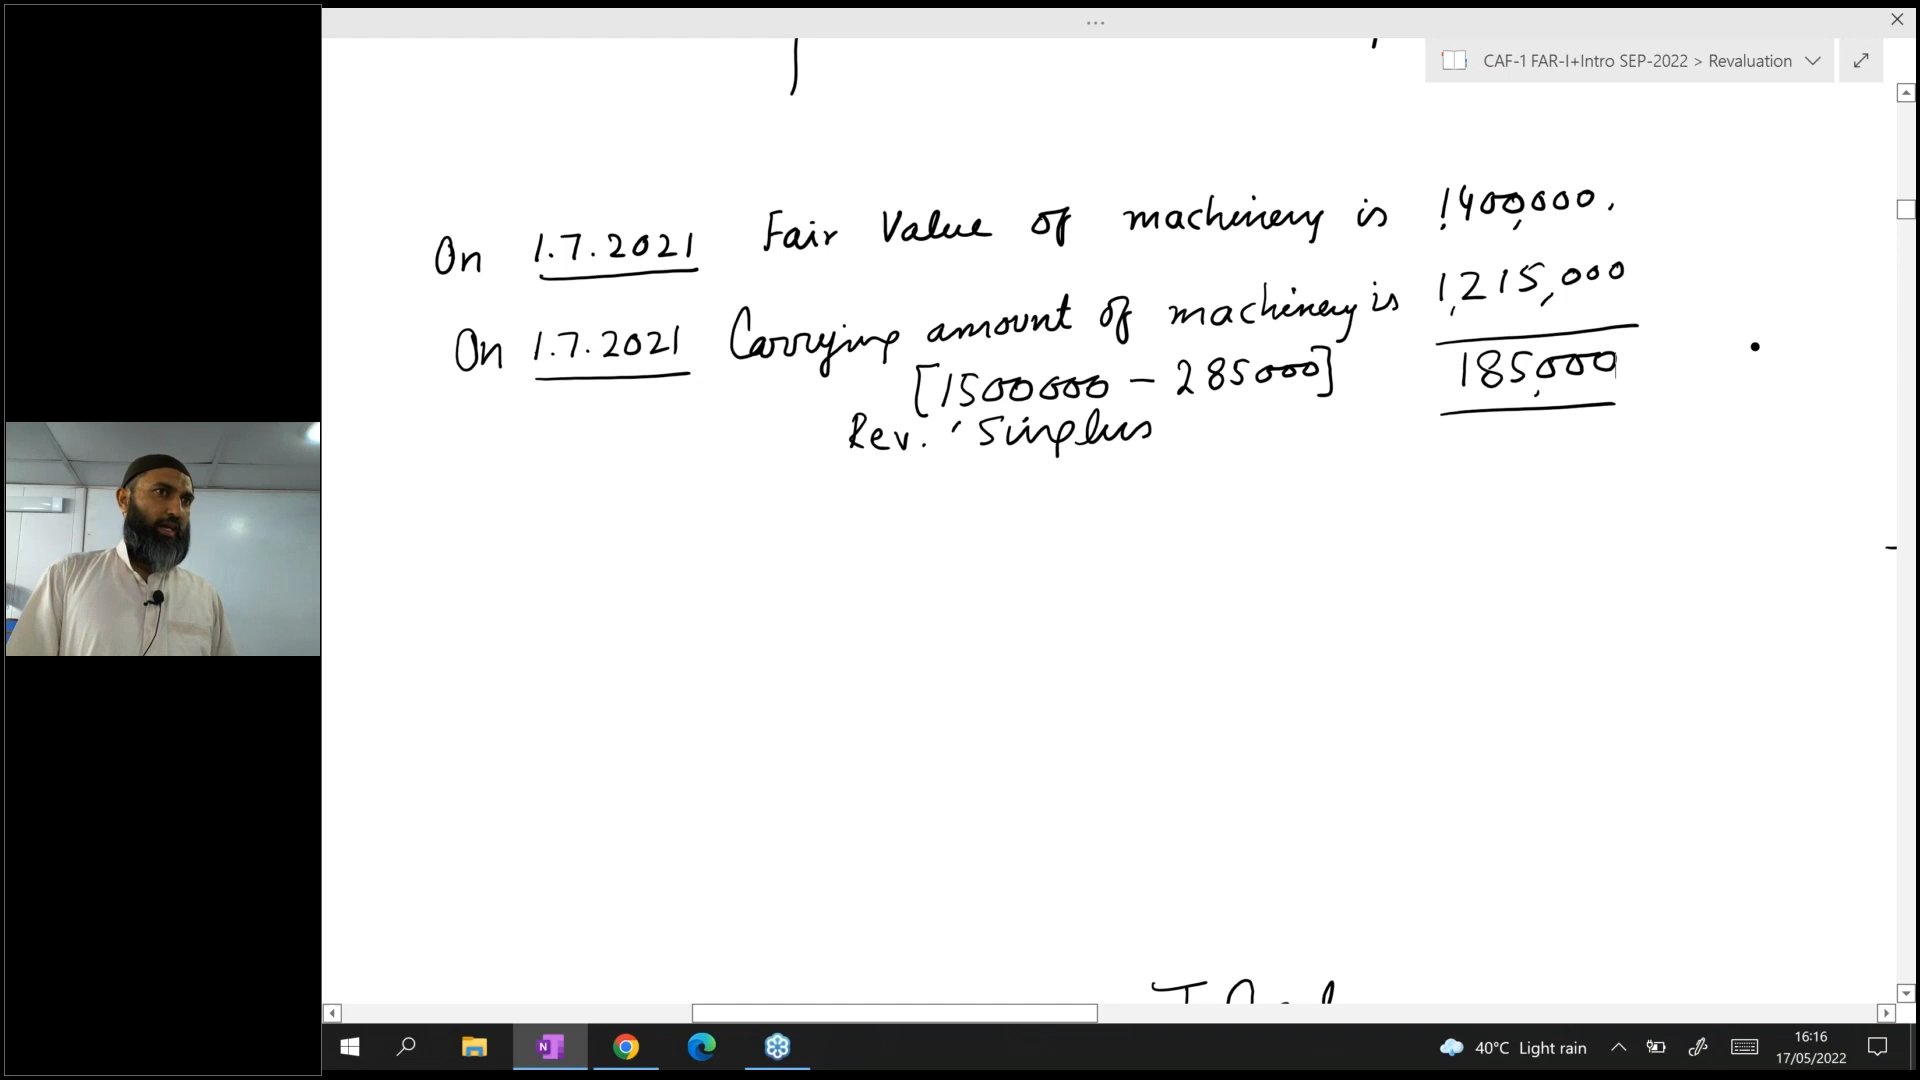 CAF-1 FAR-I+Intro SEP-2022 > Revaluation
On 1.7.2021 Fair Value of machinery is 1,400,000.
On 1.7.2021 Carrying amount of machinery is 1,215,000
[1500000 - 285000] 185,000
Rev. Surplus
40°C Light rain
16:16
17/05/2022